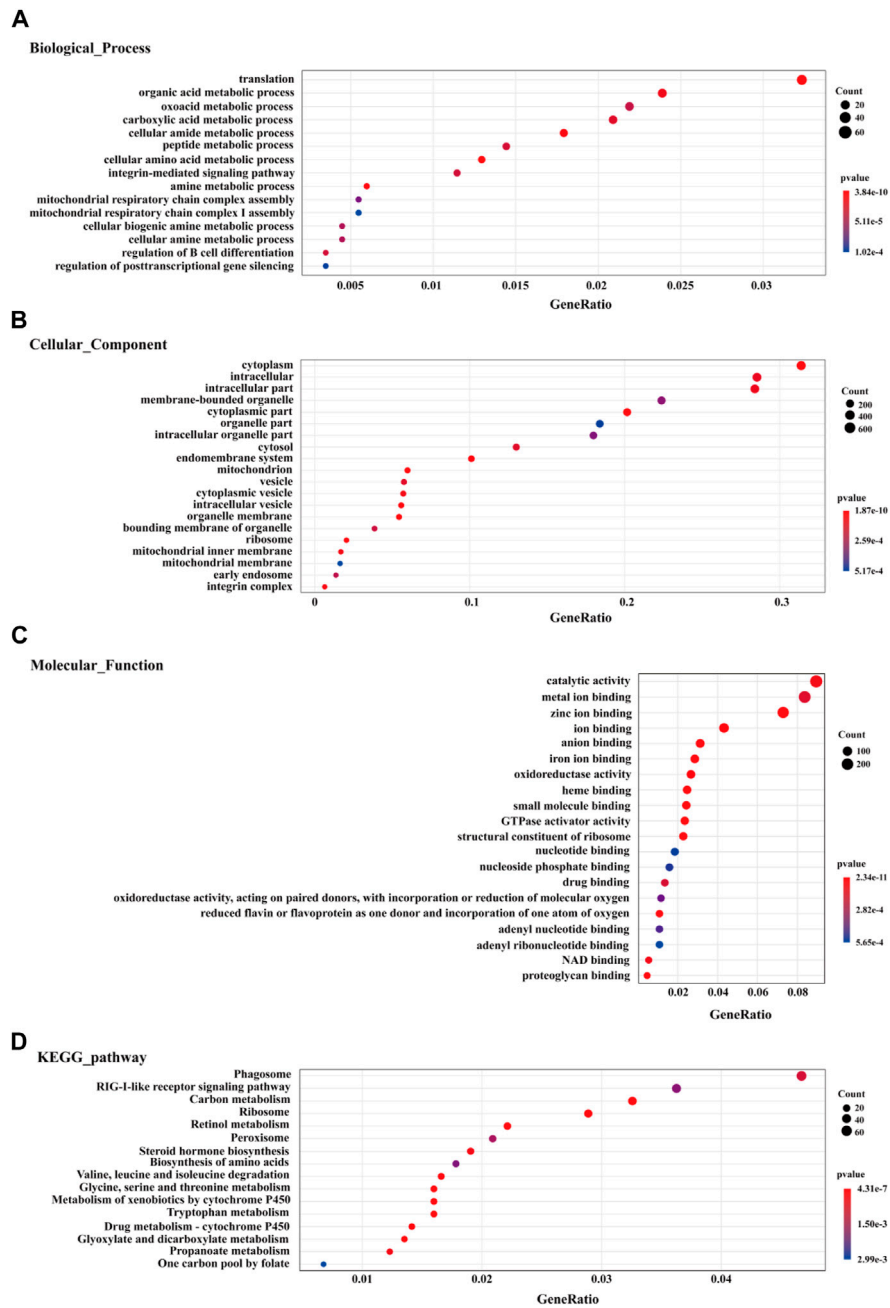 A
Biological_Process
translation
organic acid metabolic process
oxoacid metabolic process
carboxylic acid metabolic process
cellular amide metabolic process
peptide metabolic process
cellular amino acid metabolic process
integrin-mediated signaling pathway
amine metabolic process
mitochondrial respiratory chain complex assembly
mitochondrial respiratory chain complex I assembly
cellular biogenic amine metabolic process
cellular amine metabolic process
regulation of B cell differentiation
regulation of posttranscriptional gene silencing
0.005 0.01 0.015 0.02 0.025 0.03
GeneRatio
Count
20
40
60
pvalue
3.84e-10
5.11e-5
1.02e-4
B
Cellular_Component
cytoplasm
intracellular
intracellular part
membrane-bounded organelle
cytoplasmic part
organelle part
intracellular organelle part
cytosol
endomembrane system
mitochondrion
vesicle
cytoplasmic vesicle
intracellular vesicle
organelle membrane
bounding membrane of organelle
ribosome
mitochondrial inner membrane
mitochondrial membrane
early endosome
integrin complex
0 0.1 0.2 0.3
GeneRatio
Count
200
400
600
pvalue
1.87e-10
2.59e-4
5.17e-4
C
Molecular_Function
catalytic activity
metal ion binding
zinc ion binding
ion binding
anion binding
iron ion binding
oxidoreductase activity
heme binding
small molecule binding
GTPase activator activity
structural constituent of ribosome
nucleotide binding
nucleoside phosphate binding
drug binding
oxidoreductase activity, acting on paired donors, with incorporation or reduction of molecular oxygen
reduced flavin or flavoprotein as one donor and incorporation of one atom of oxygen
adenyl nucleotide binding
adenyl ribonucleotide binding
NAD binding
proteoglycan binding
0.02 0.04 0.06 0.08
GeneRatio
Count
100
200
pvalue
2.34e-11
2.82e-4
5.65e-4
D
KEGG_pathway
Phagosome
RIG-I-like receptor signaling pathway
Carbon metabolism
Ribosome
Retinol metabolism
Peroxisome
Steroid hormone biosynthesis
Biosynthesis of amino acids
Valine, leucine and isoleucine degradation
Glycine, serine and threonine metabolism
Metabolism of xenobiotics by cytochrome P450
Tryptophan metabolism
Drug metabolism - cytochrome P450
Glyoxylate and dicarboxylate metabolism
Propanoate metabolism
One carbon pool by folate
0.01 0.02 0.03 0.04
GeneRatio
Count
20
40
60
pvalue
4.31e-7
1.50e-3
2.99e-3